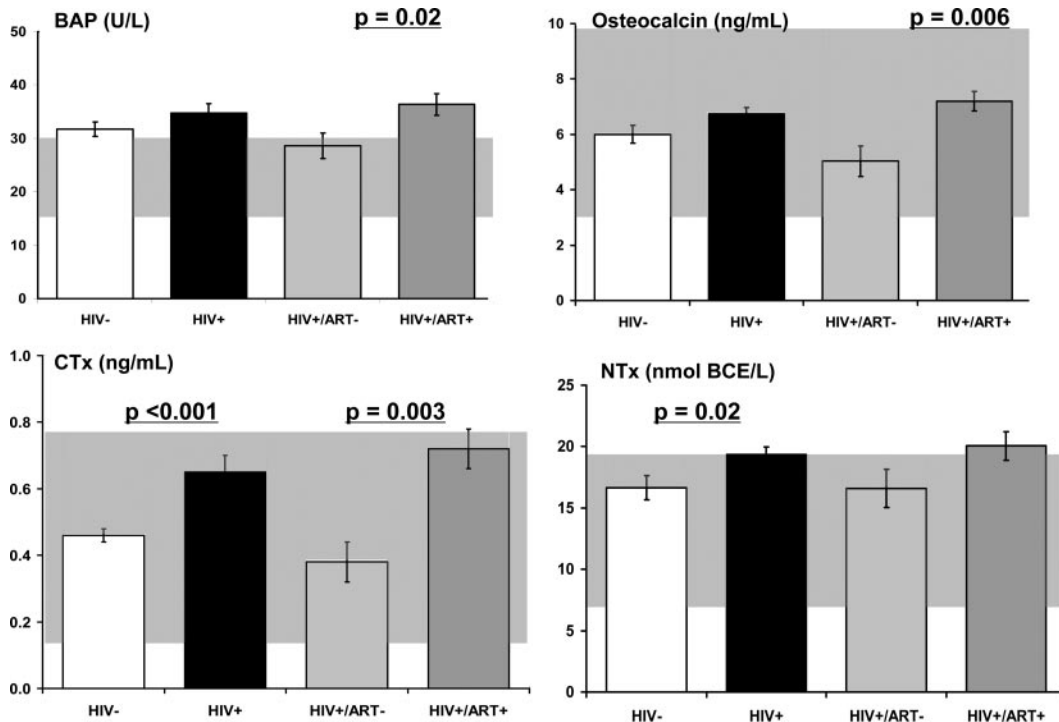 BAP (U/L)
p = 0.02
50
40
30
20
10
0
HIV- HIV+ HIV+/ART- HIV+/ART+
Osteocalcin (ng/mL)
p = 0.006
10
8
6
4
2
0
HIV- HIV+ HIV+/ART- HIV+/ART+
CTx (ng/mL)
p <0.001 p = 0.003
1.0
0.8
0.6
0.4
0.2
0.0
HIV- HIV+ HIV+/ART- HIV+/ART+
NTx (nmol BCE/L)
p = 0.02
25
20
15
10
5
0
HIV- HIV+ HIV+/ART- HIV+/ART+